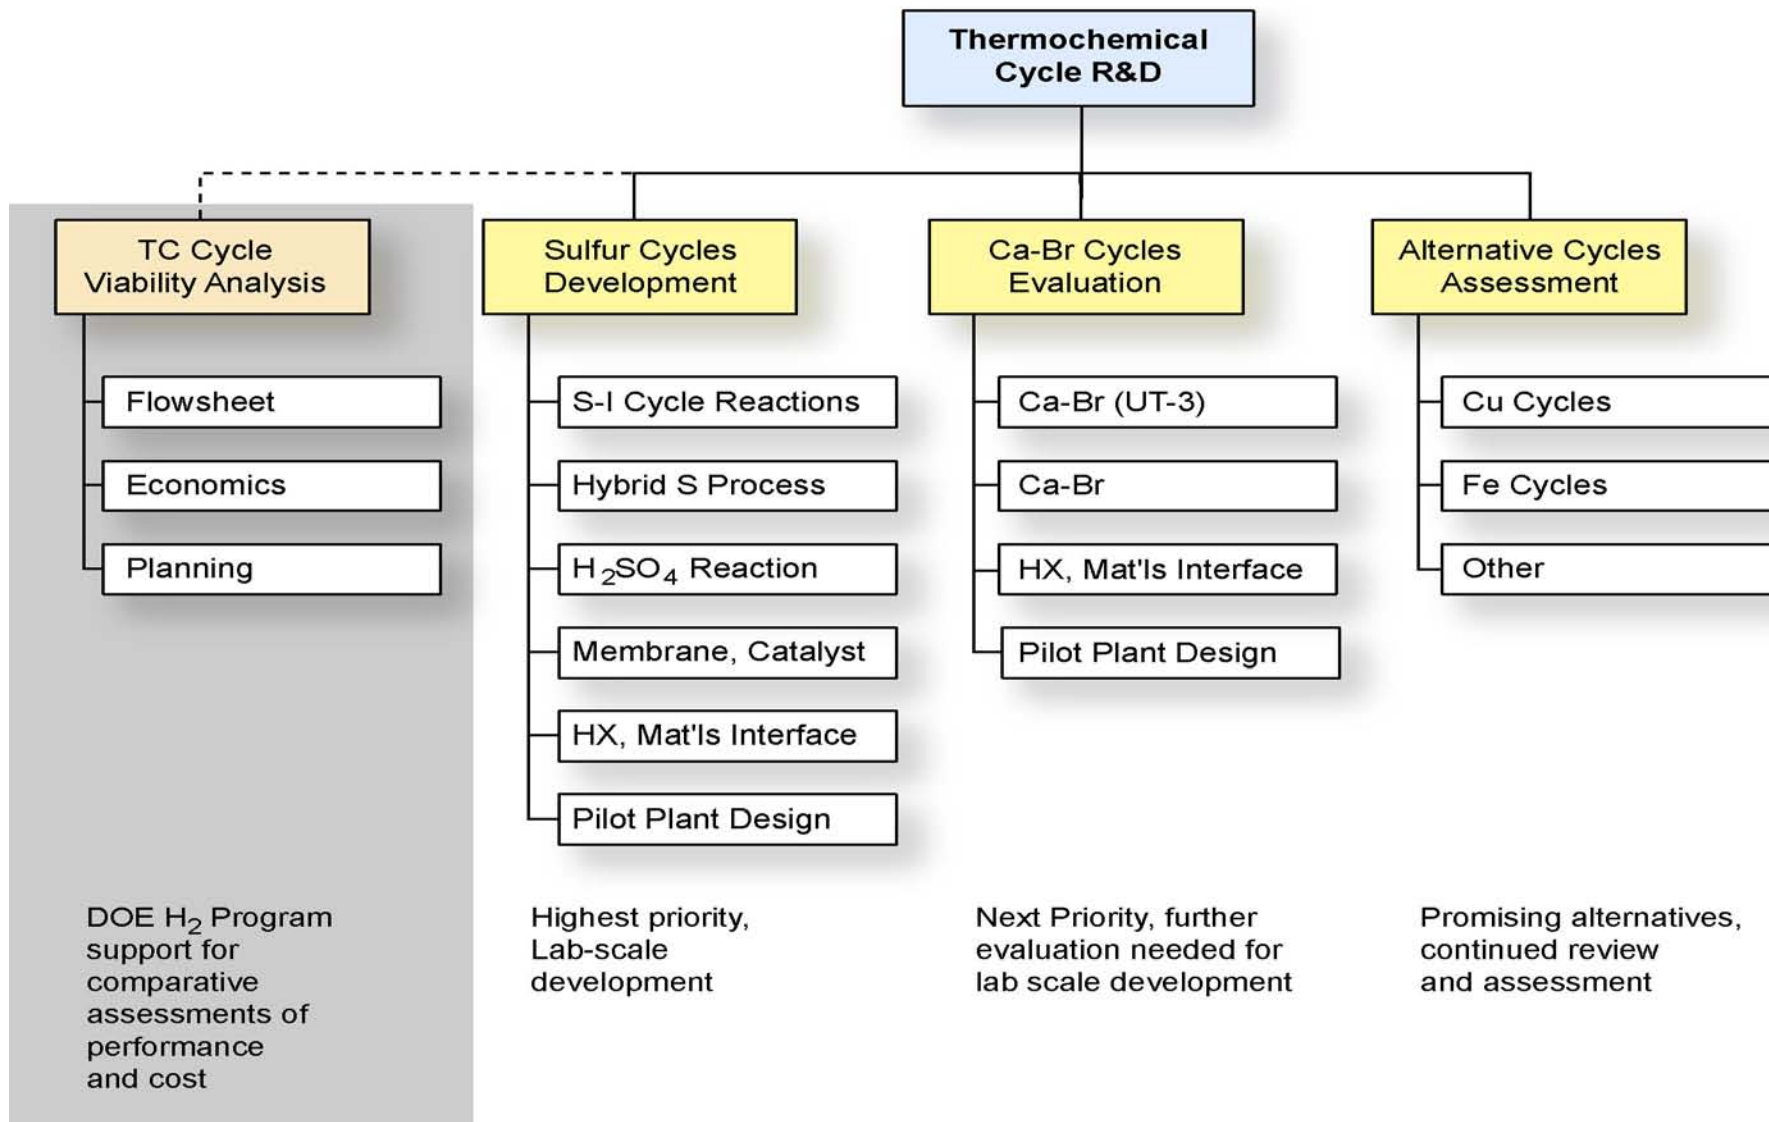 Thermochemical
Cycle R&D
TC Cycle
Viability Analysis
Flowsheet
Economics
Planning
DOE H₂ Program
support for
comparative
assessments of
performance
and cost
Sulfur Cycles
Development
S-I Cycle Reactions
Hybrid S Process
H₂SO₄ Reaction
Membrane, Catalyst
HX, Mat'ls Interface
Pilot Plant Design
Highest priority,
Lab-scale
development
Ca-Br Cycles
Evaluation
Ca-Br (UT-3)
Ca-Br
HX, Mat'ls Interface
Pilot Plant Design
Next Priority, further
evaluation needed for
lab scale development
Alternative Cycles
Assessment
Cu Cycles
Fe Cycles
Other
Promising alternatives,
continued review
and assessment